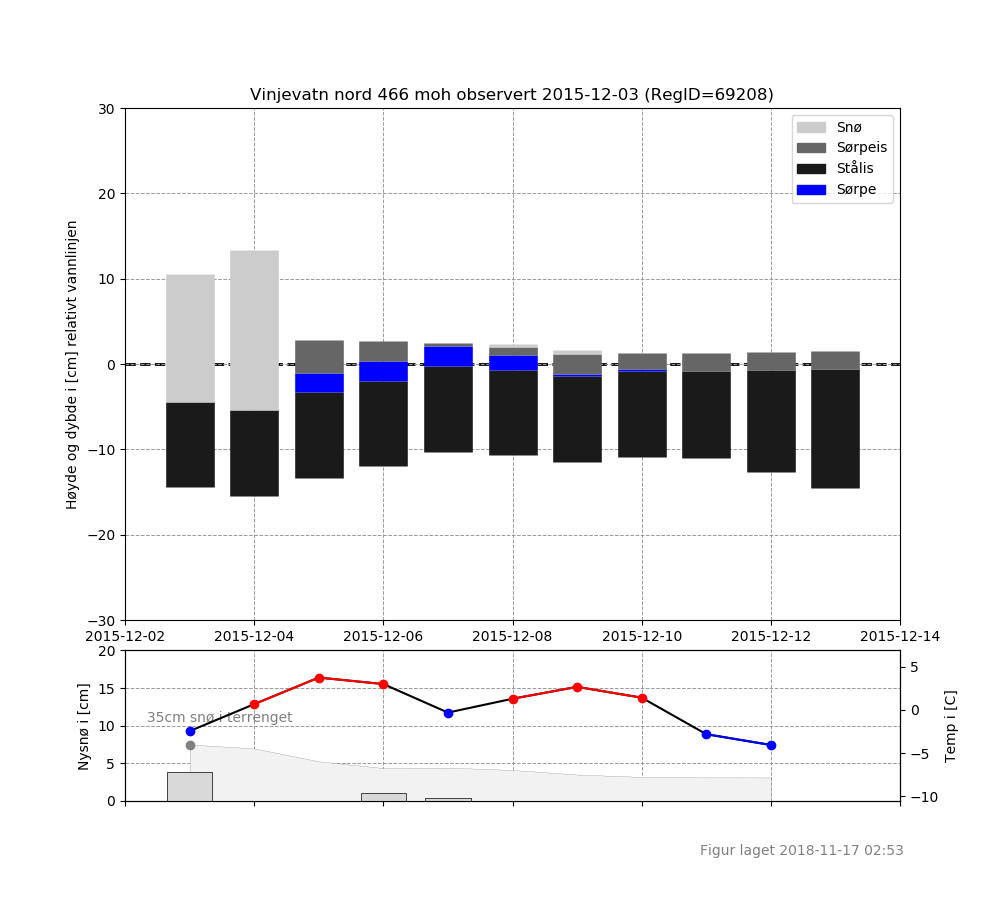 Vinjevatn nord 466 moh observert 2015-12-03 (RegID=69208)
Høyde og dybde i [cm] relativt vannlinjen
30
20
10
0
−10
−20
−30
Snø
Sørpeis
Stålis
Sørpe
2015-12-02 2015-12-04 2015-12-06 2015-12-08 2015-12-10 2015-12-12 2015-12-14
Nysnø i [cm]
20
15
10
5
0
35cm snø i terrenget
5
0
−5
−10
Temp i [C]
Figur laget 2018-11-17 02:53